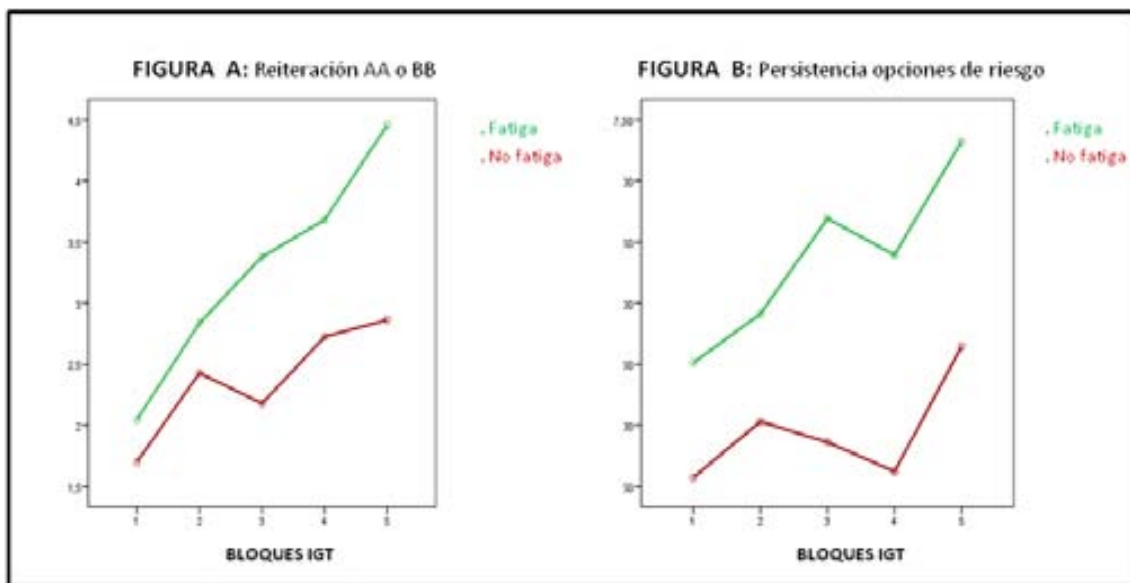 FIGURA A: Reiteración AA o BB
4,5
4
3,5
3
2,5
2
1,5
1 2 3 4 5
BLOQUES IGT
. Fatiga
. No fatiga
FIGURA B: Persistencia opciones de riesgo
7,00
1 2 3 4 5
BLOQUES IGT
. Fatiga
. No fatiga